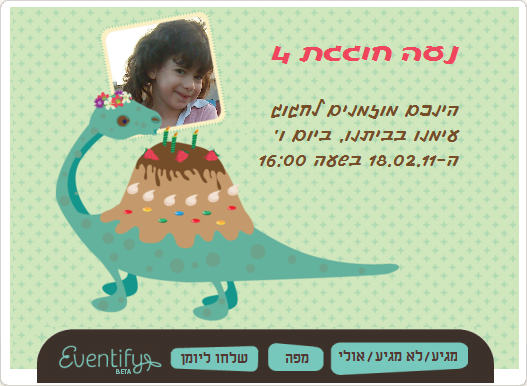 נעה חוגגת 4
הינכם מוזמנים לחגוג
עימנו בביתנו, ביום ו'
ה-18.02.11 בשעה 16:00
מגיע/לא מגיע/אולי
מפה
שלחו ליומן
Eventify
BETA